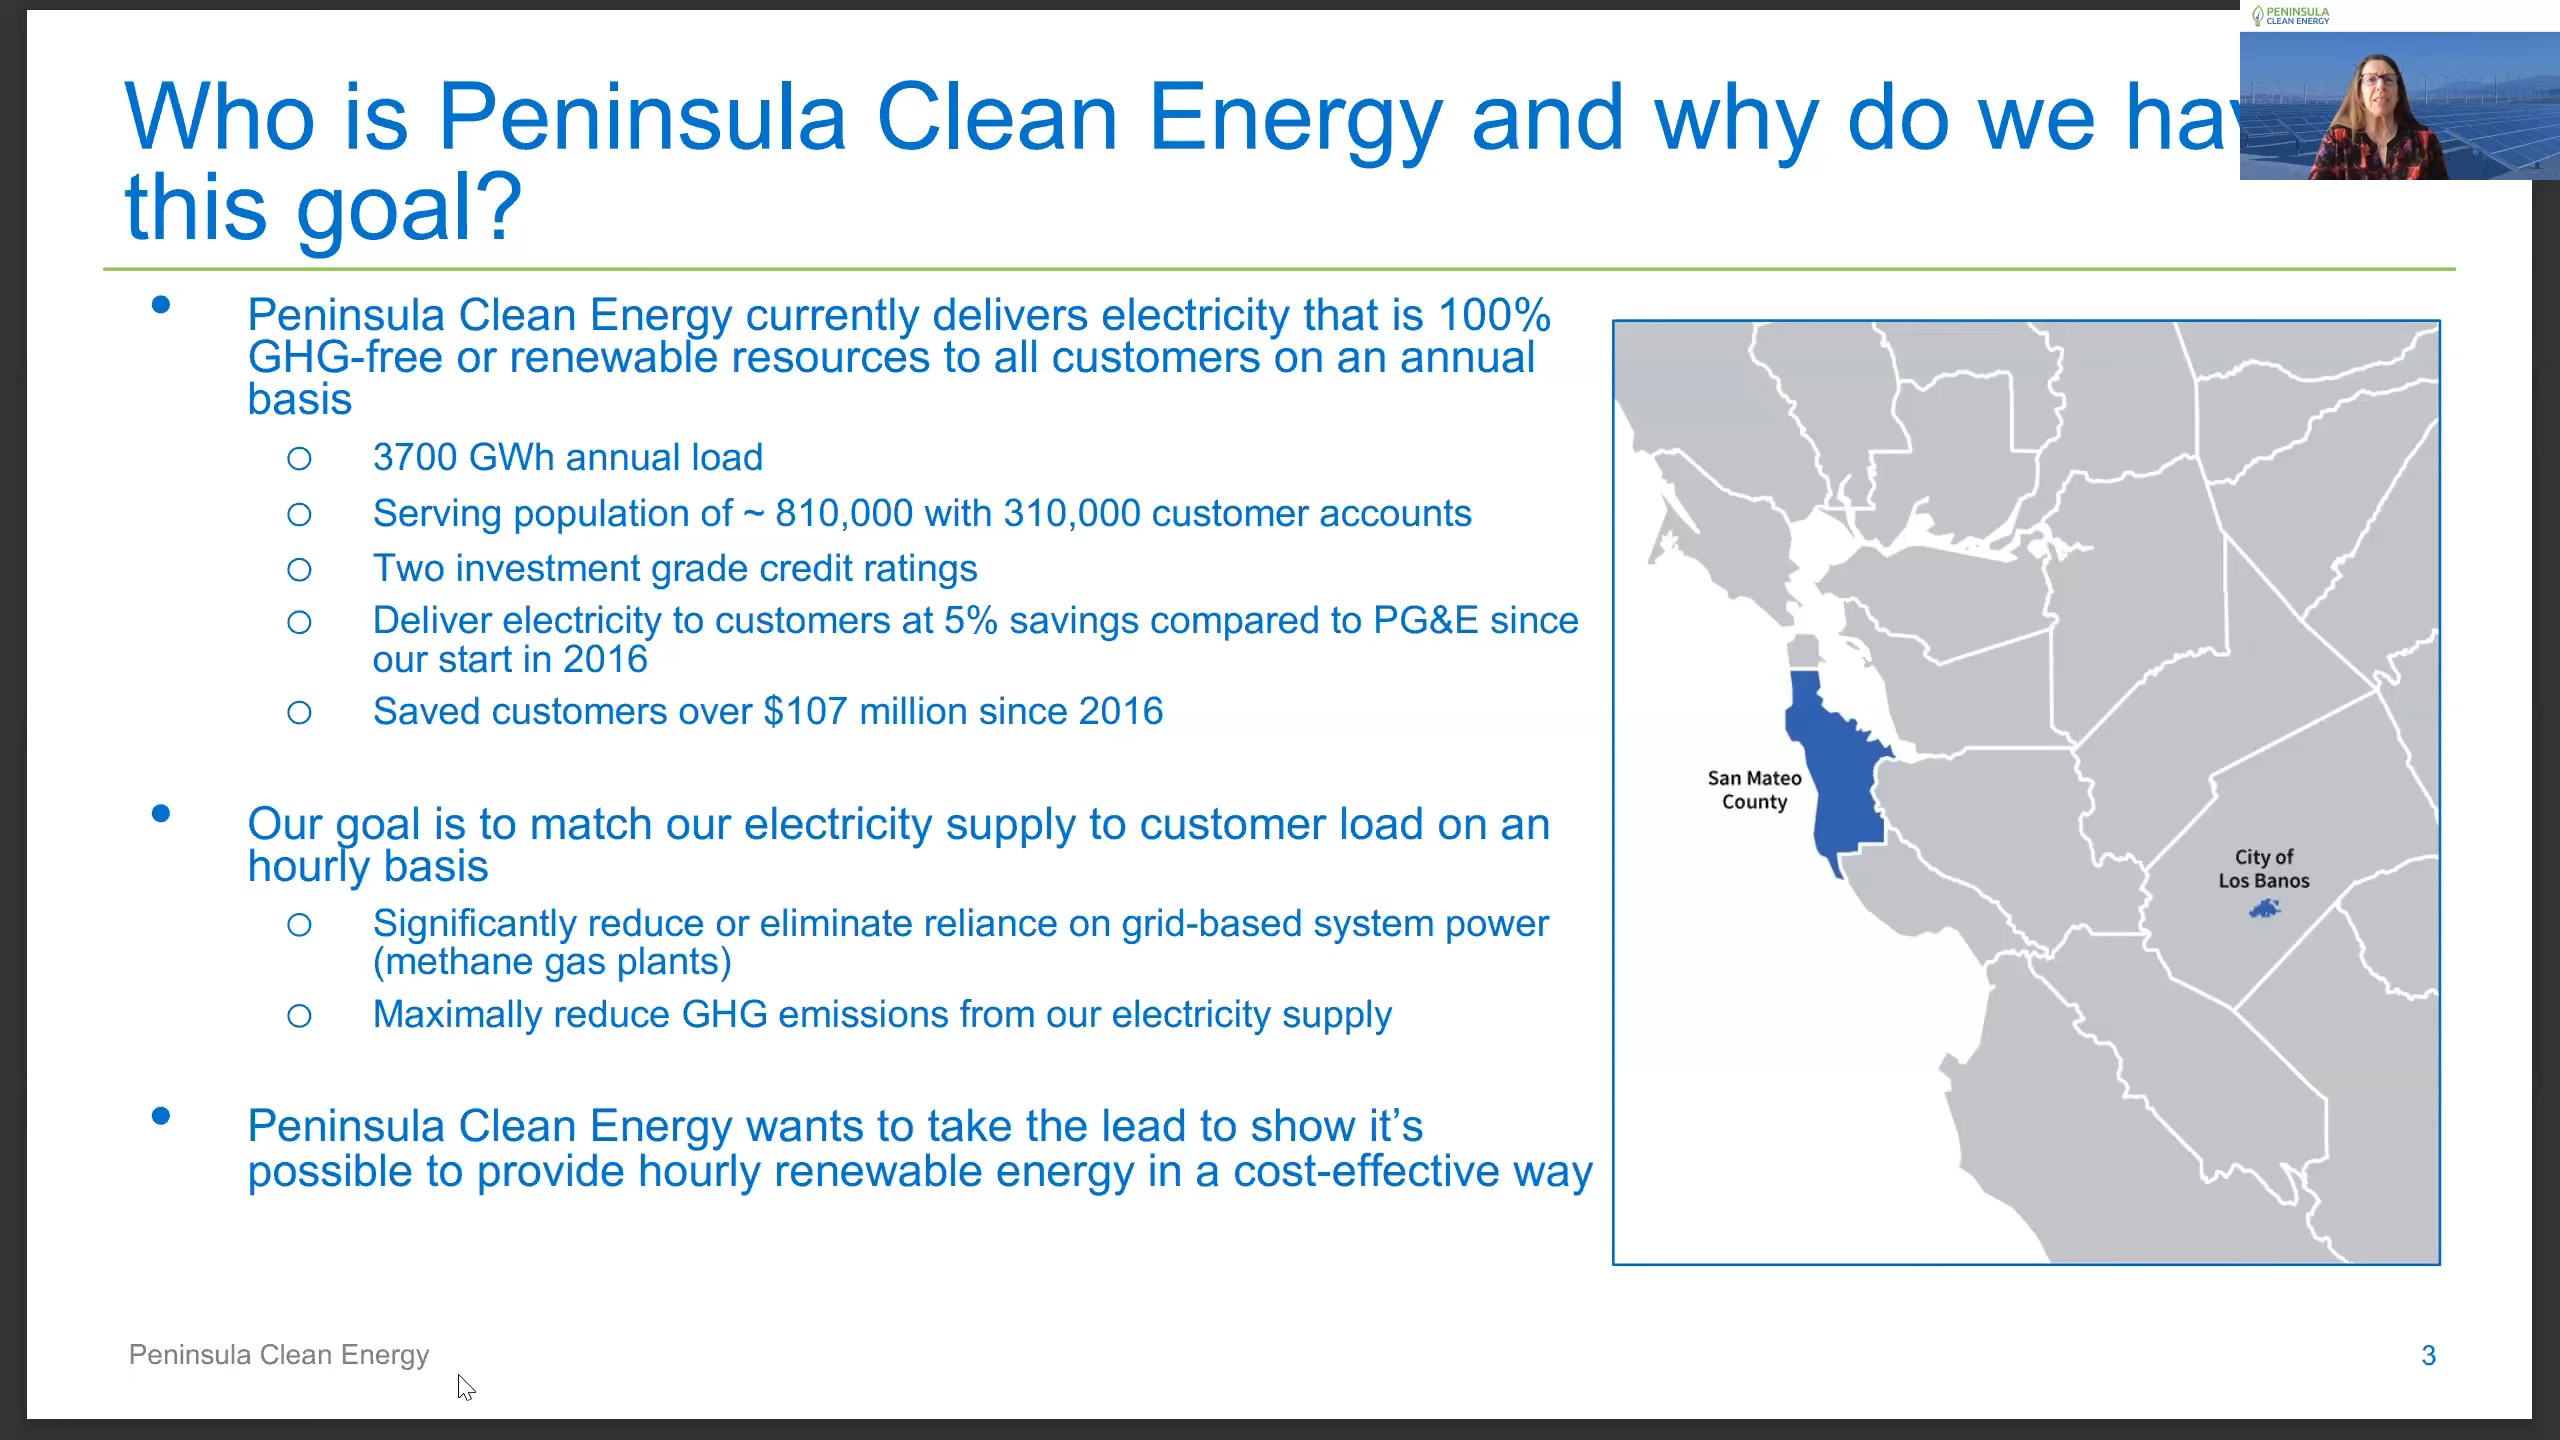 PENINSULA
CLEAN ENERGY
Who is Peninsula Clean Energy and why do we hav
this goal?
• Peninsula Clean Energy currently delivers electricity that is 100%
GHG-free or renewable resources to all customers on an annual
basis
o 3700 GWh annual load
o Serving population of ~ 810,000 with 310,000 customer accounts
o Two investment grade credit ratings
o Deliver electricity to customers at 5% savings compared to PG&E since
our start in 2016
o Saved customers over $107 million since 2016
• Our goal is to match our electricity supply to customer load on an
hourly basis
o Significantly reduce or eliminate reliance on grid-based system power
(methane gas plants)
o Maximally reduce GHG emissions from our electricity supply
• Peninsula Clean Energy wants to take the lead to show it’s
possible to provide hourly renewable energy in a cost-effective way
San Mateo
County
City of
Los Banos
Peninsula Clean Energy
3